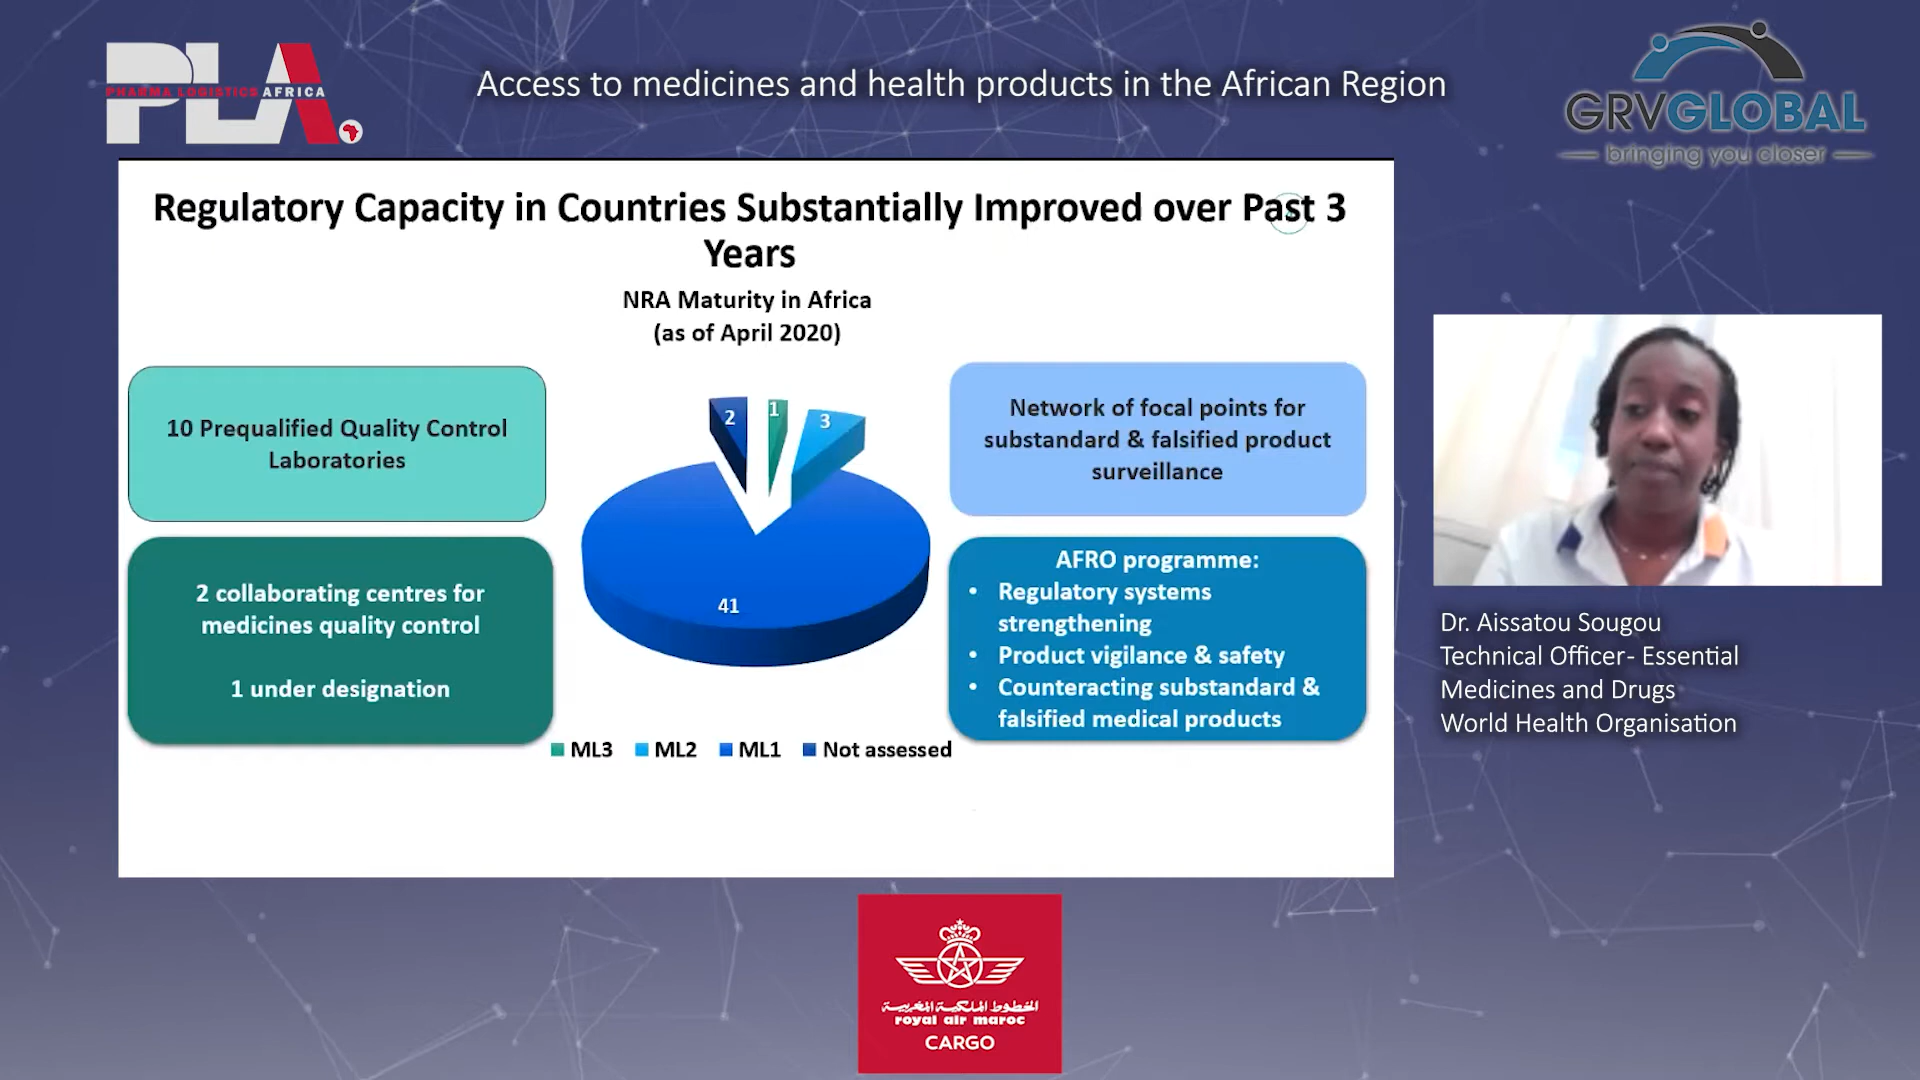 PLA
PHARMA LOGISTICS AFRICA
Access to medicines and health products in the African Region
GRVGLOBAL
bringing you closer
Regulatory Capacity in Countries Substantially Improved over Past 3
Years
NRA Maturity in Africa
(as of April 2020)
10 Prequalified Quality Control
Laboratories
2 collaborating centres for
medicines quality control
1 under designation
2
1
3
41
ML3
ML2
ML1
Not assessed
Network of focal points for
substandard & falsified product
surveillance
AFRO programme:
• Regulatory systems
strengthening
• Product vigilance & safety
• Counteracting substandard &
falsified medical products
Dr. Aissatou Sougou
Technical Officer- Essential
Medicines and Drugs
World Health Organisation
الخطوط الملكية المغربية
royal air maroc
CARGO